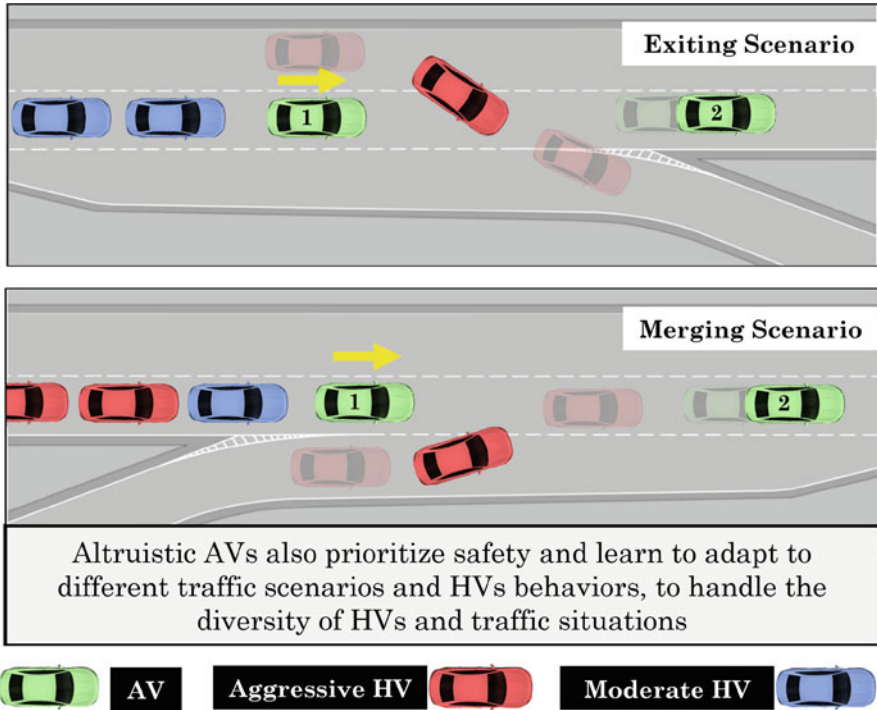 Exiting Scenario
1
2
Merging Scenario
1
2
Altruistic AVs also prioritize safety and learn to adapt to
different traffic scenarios and HVs behaviors, to handle the
diversity of HVs and traffic situations
AV Aggressive HV Moderate HV